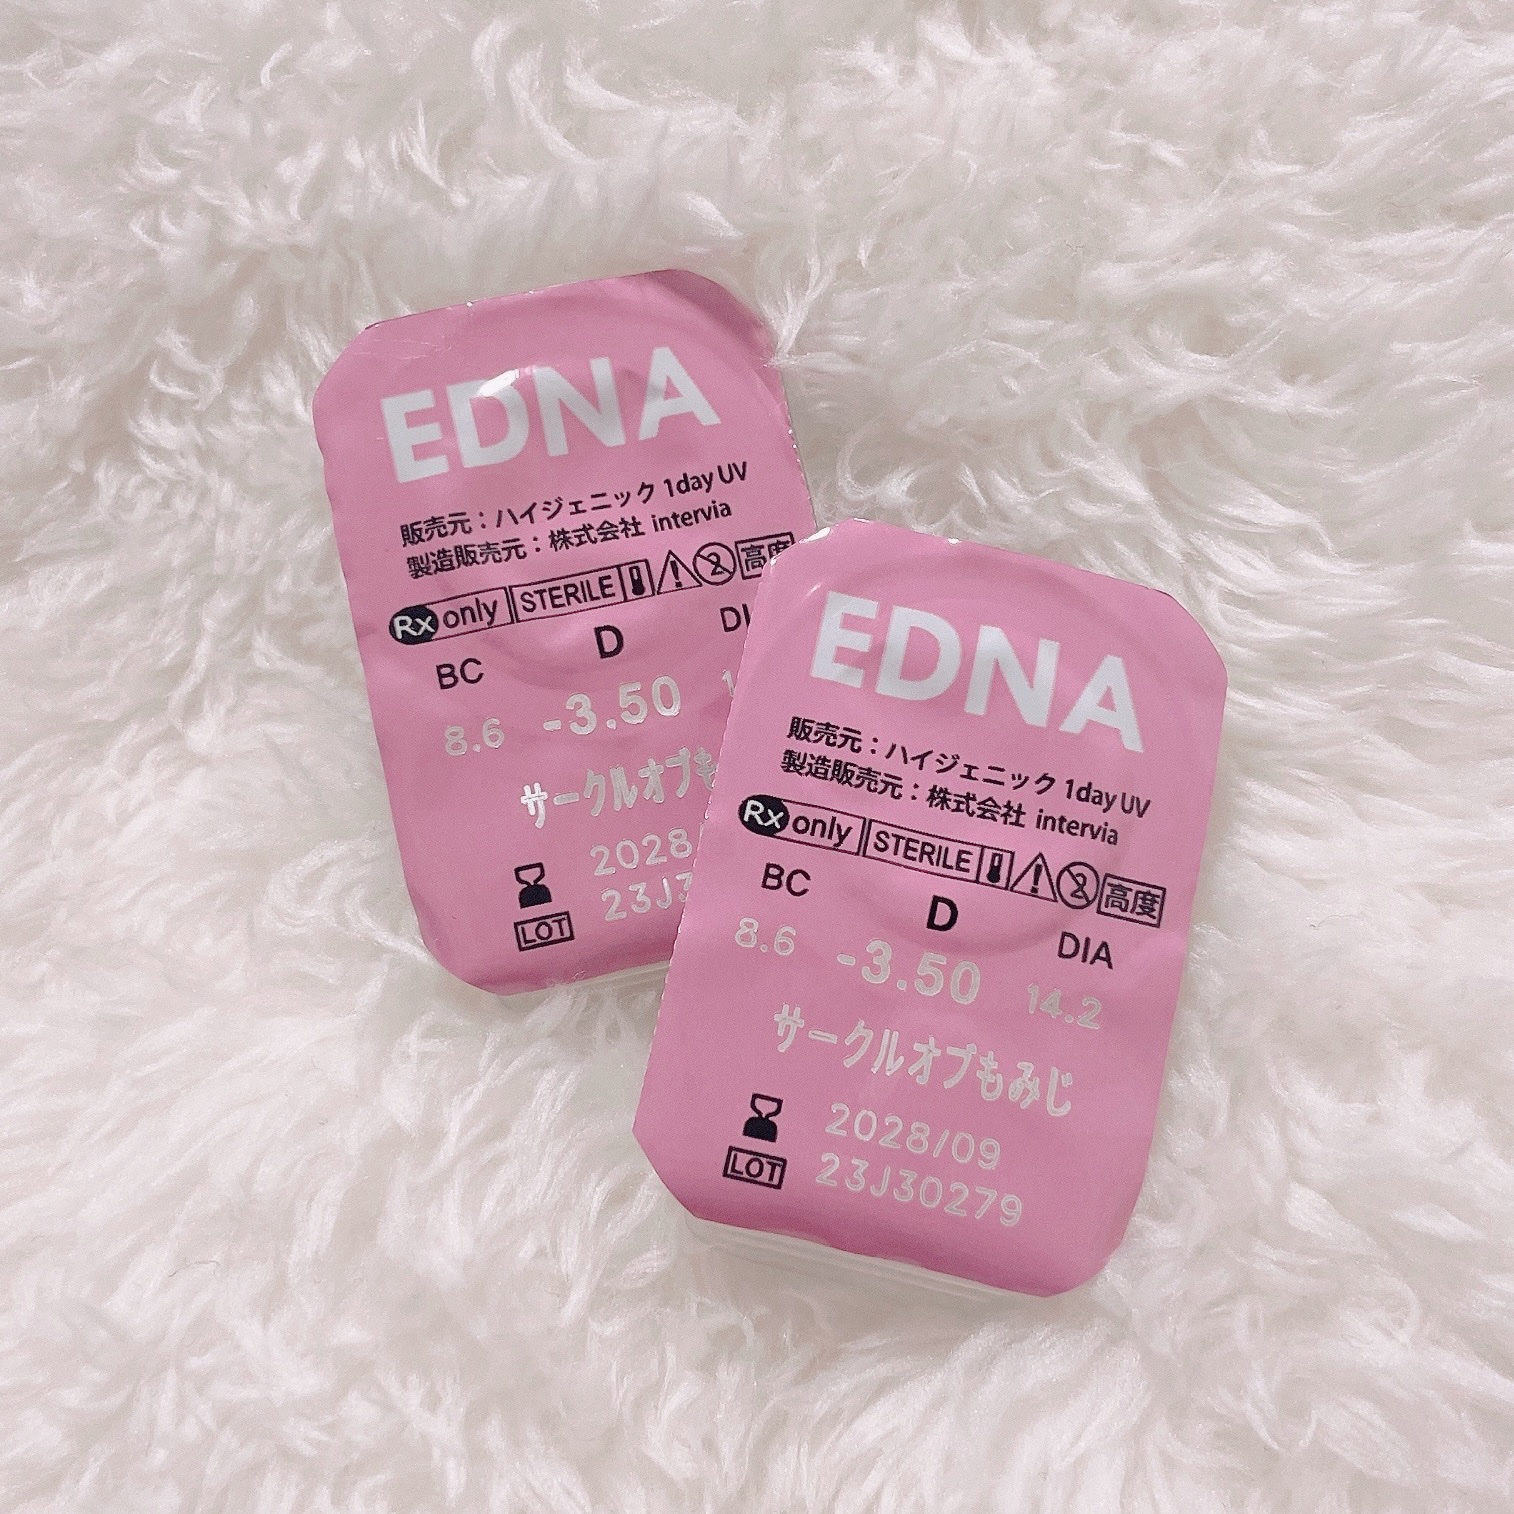 EDNA
販売元：ハイジェニック 1day UV
製造販売元：株式会社 intervia
Rx only STERILE 高度
BC D
8.6 -3.50
サークルオブも
2028
LOT 23J3
EDNA
販売元：ハイジェニック 1day UV
製造販売元：株式会社 intervia
Rx only STERILE 2 高度
BC D DIA
8.6 -3.50 14.2
サークルオブもみじ
2028/09
LOT 23J30279